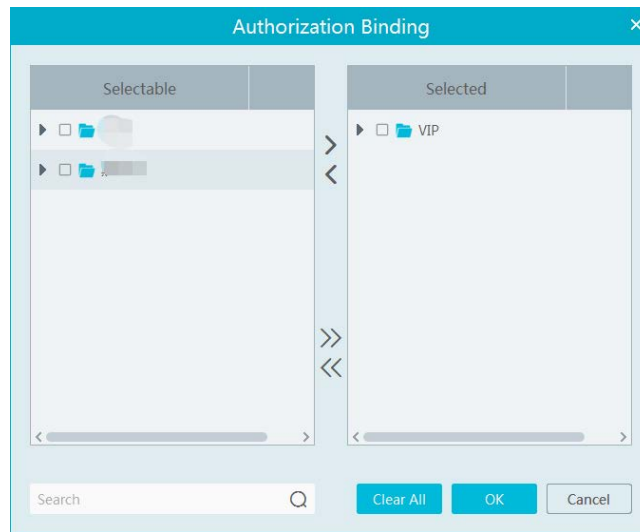 Authorization Binding
Selectable
Selected
VIP
Search
Clear All
OK
Cancel